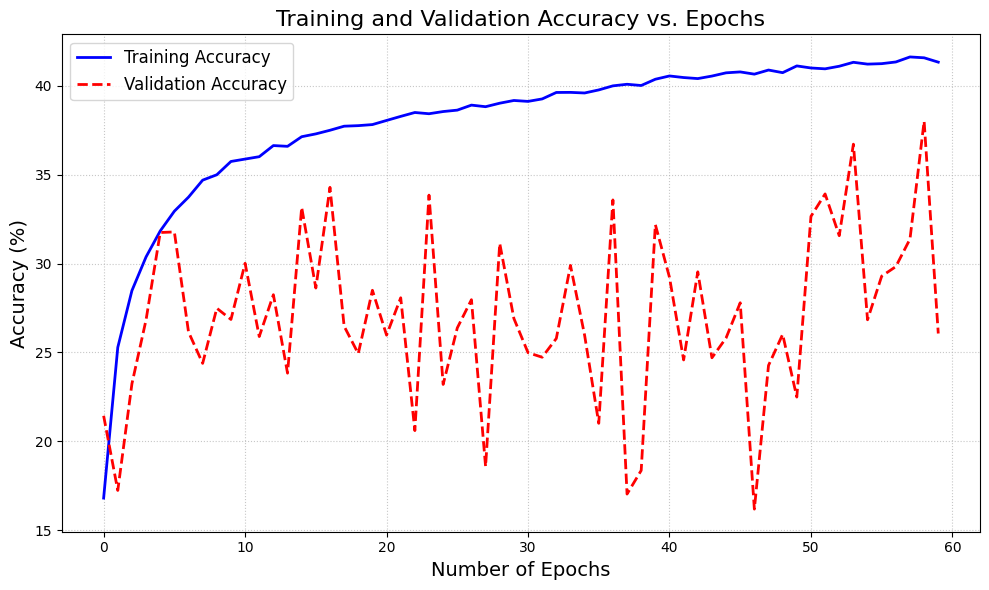 Training and Validation Accuracy vs. Epochs
Training Accuracy
Validation Accuracy
Accuracy (%)
40
35
30
25
20
15
0 10 20 30 40 50 60
Number of Epochs